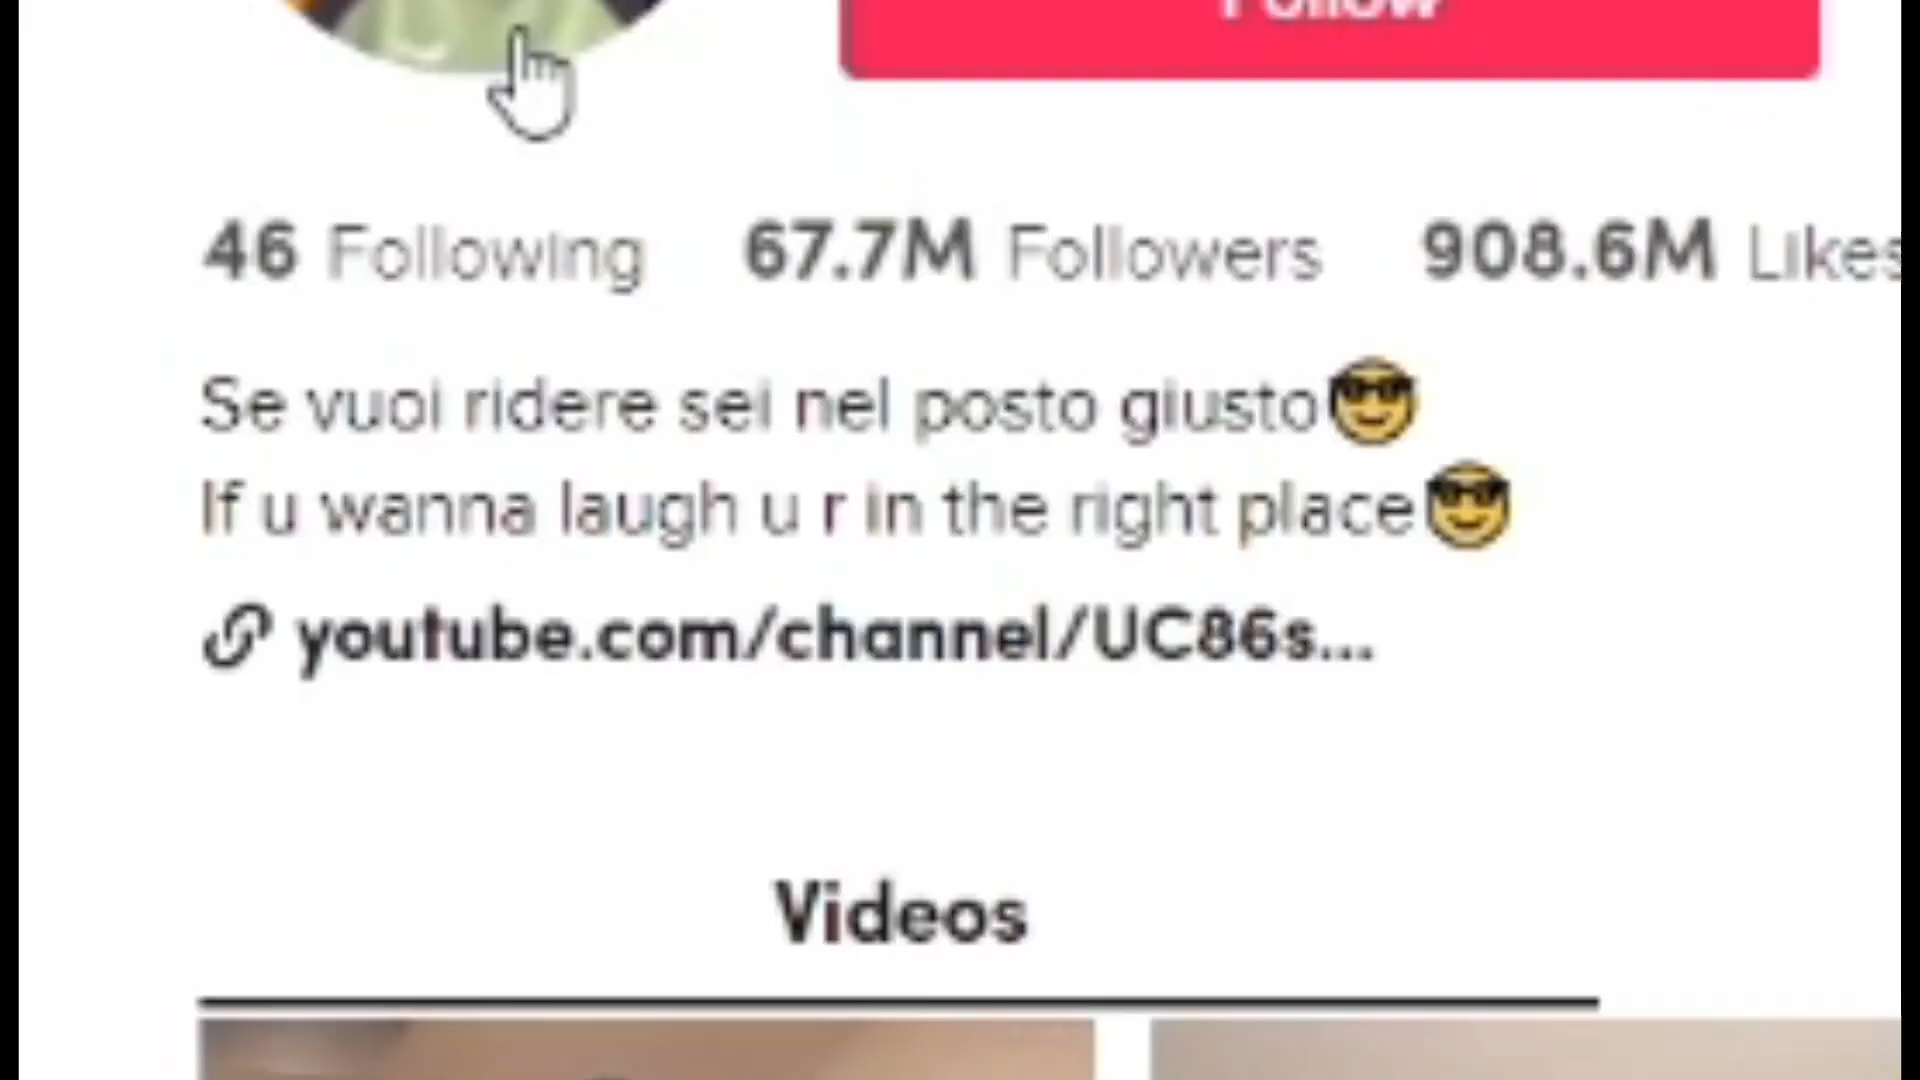 Follow
46 Following 67.7M Followers 908.6M Likes
Se vuoi ridere sei nel posto giusto😎
If u wanna laugh u r in the right place😎
youtube.com/channel/UC86s...
Videos